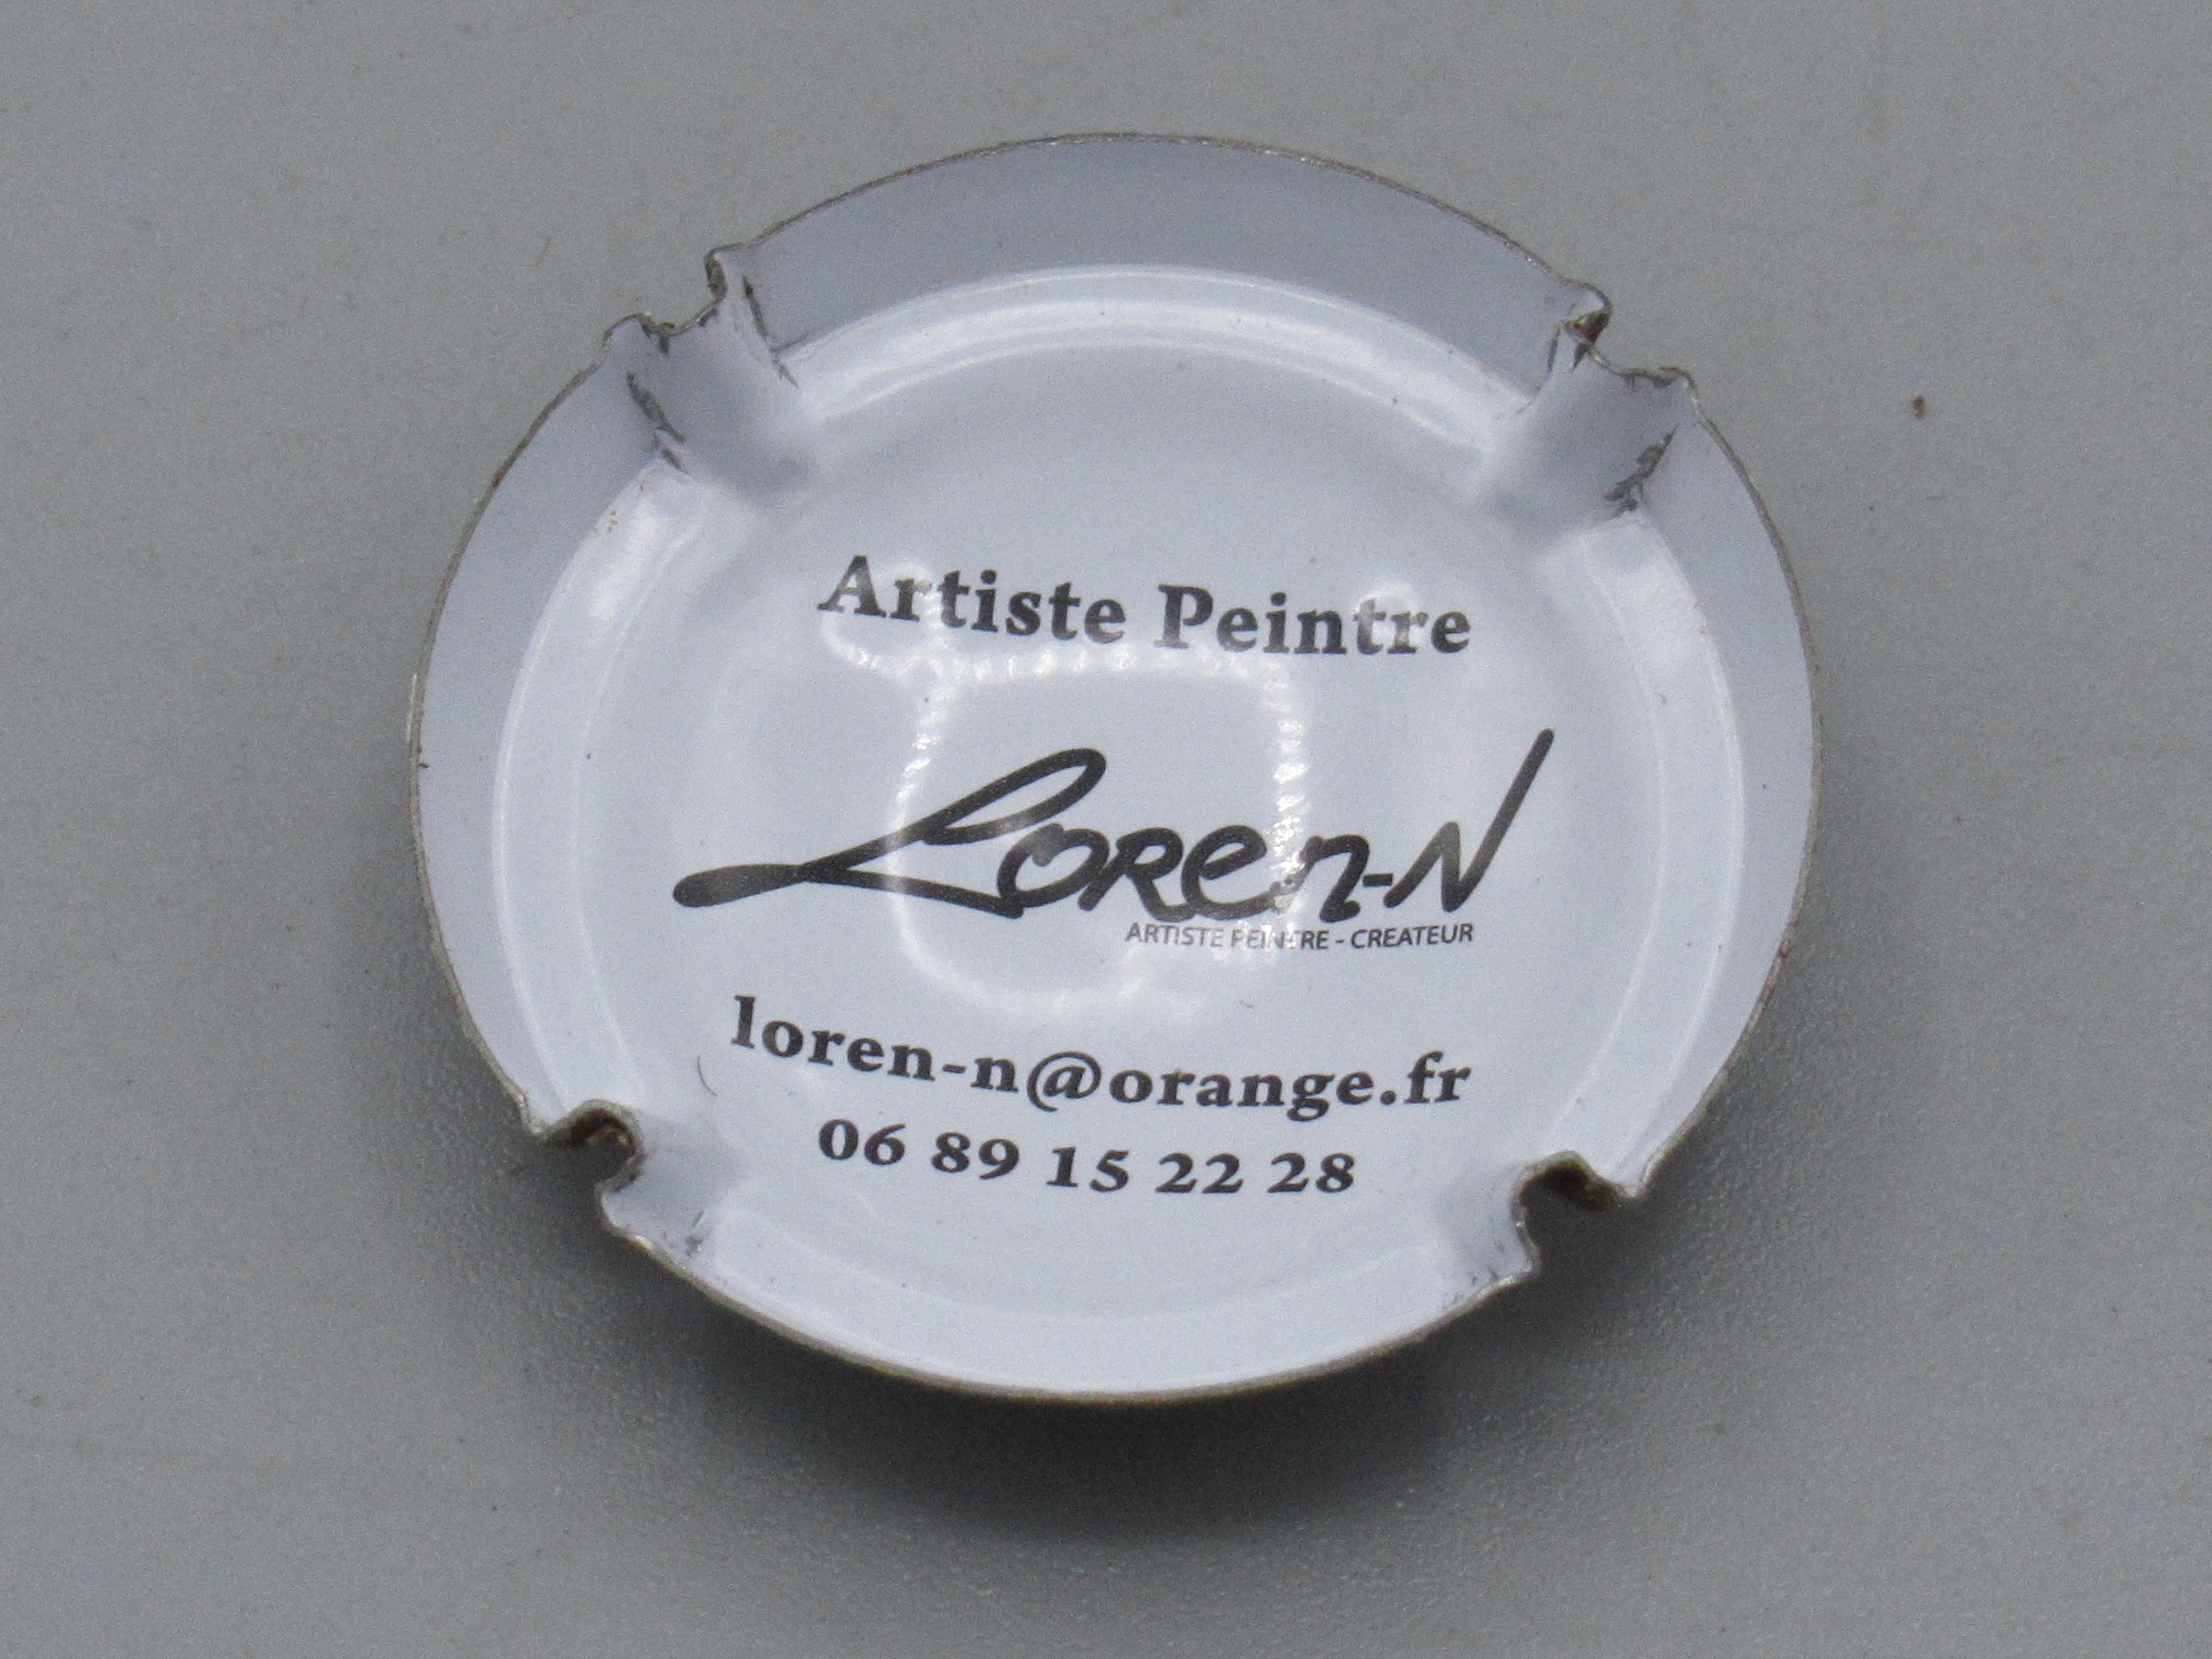 Artiste Peintre
Loren-N
ARTISTE PEINTRE - CREATEUR
loren-n@orange.fr
06 89 15 22 28